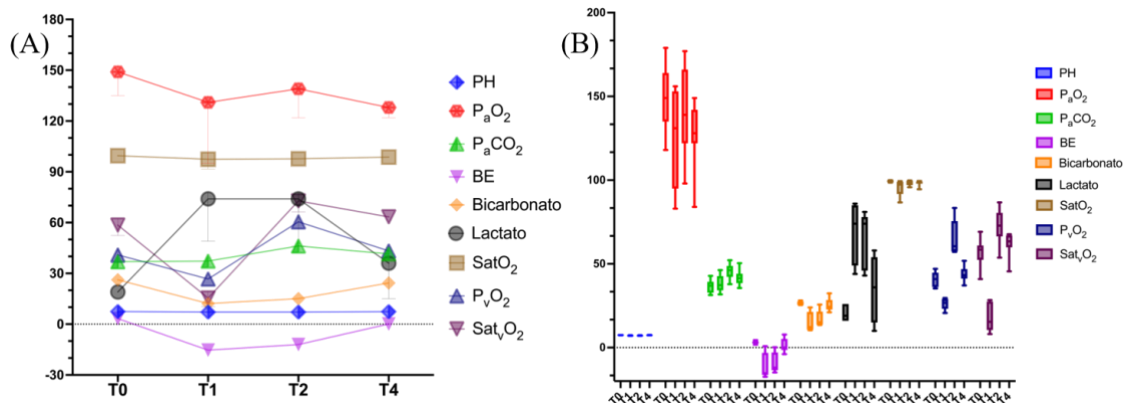 (A)
180
150
120
90
60
30
0
-30
T0 T1 T2 T4
PH
PaO2
PaCO2
BE
Bicarbonato
Lactato
SatO2
PvO2
SatvO2
(B)
200
150
100
50
0
PH
PaO2
PaCO2
BE
Bicarbonato
Lactato
SatO2
PvO2
SatvO2